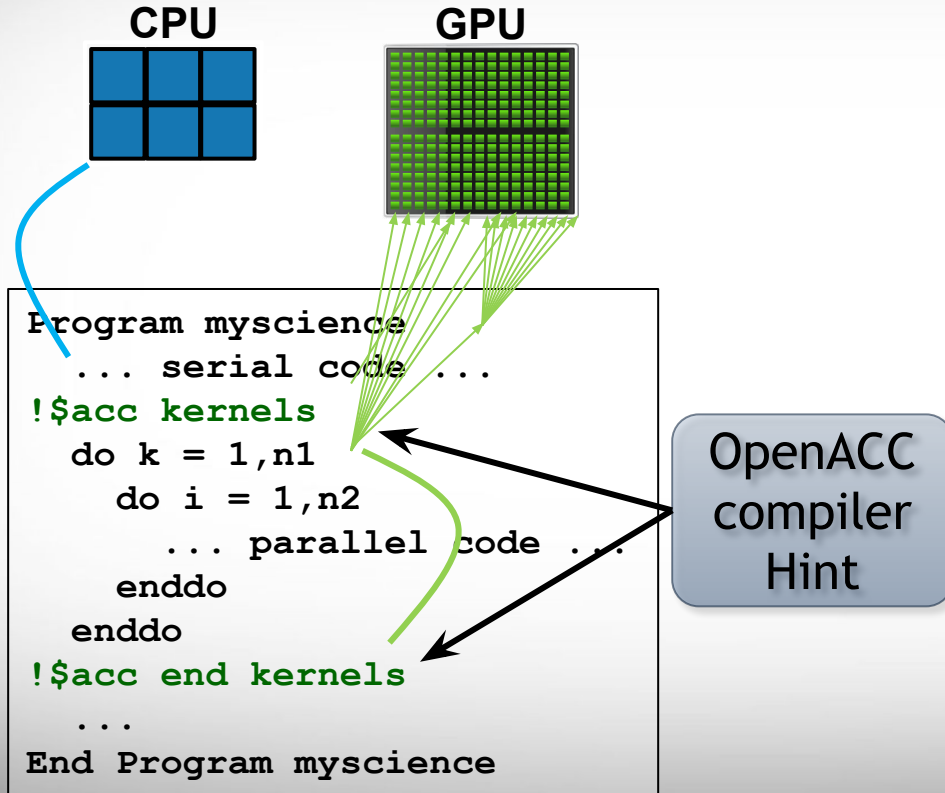 CPU
GPU
Program myscience
... serial code ...
!$acc kernels
do k = 1,n1
do i = 1,n2
... parallel code ...
enddo
enddo
!$acc end kernels
...
End Program myscience
OpenACC
compiler
Hint